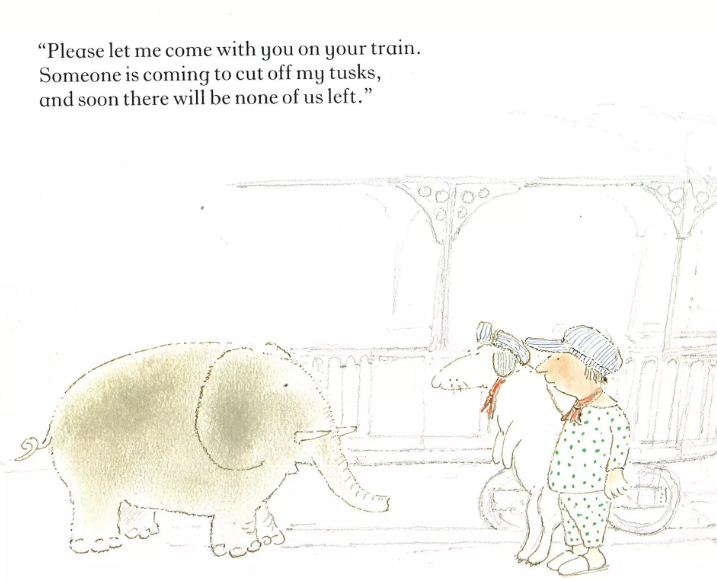 “Please let me come with you on your train.
Someone is coming to cut off my tusks,
and soon there will be none of us left.”